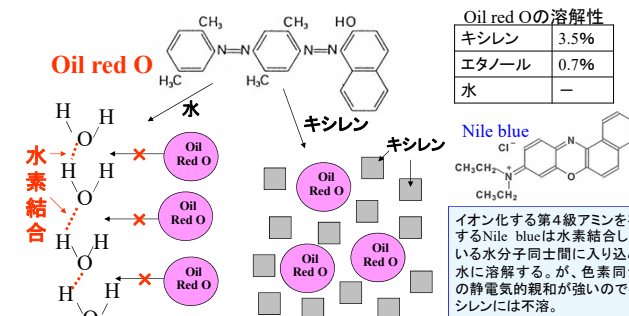 Oil red O
CH₃
CH₃
HO
N=N
N=N
H₃C
H₃C
水
キシレン
キシレン
水素結合
H
H
O
H
H
O
H
H
O
H
H
Oil
Red O
Oil
Red O
Oil
Red O
Oil
Red O
Oil
Red O
Oil
Red O
Oil red Oの溶解性
キシレン 3.5%
エタノール 0.7%
水 －
Nile blue
Cl⁻
CH₃CH₂
N⁺
CH₃CH₂
N
O
イオン化する第4級アミンを
するNile blueは水素結合し
いる水分子同士間に入り込
水に溶解する。が、色素同
の静電気的親和が強いので
シレンには不溶。